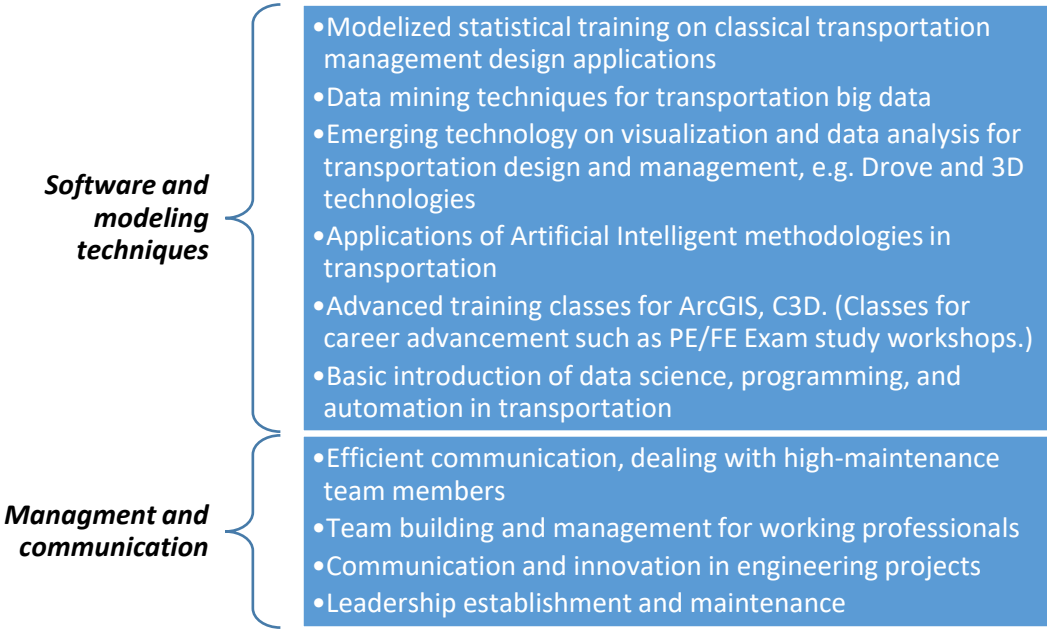 Software and
modeling
techniques
•Modelized statistical training on classical transportation
management design applications
•Data mining techniques for transportation big data
•Emerging technology on visualization and data analysis for
transportation design and management, e.g. Drove and 3D
technologies
•Applications of Artificial Intelligent methodologies in
transportation
•Advanced training classes for ArcGIS, C3D. (Classes for
career advancement such as PE/FE Exam study workshops.)
•Basic introduction of data science, programming, and
automation in transportation
Managment and
communication
•Efficient communication, dealing with high-maintenance
team members
•Team building and management for working professionals
•Communication and innovation in engineering projects
•Leadership establishment and maintenance